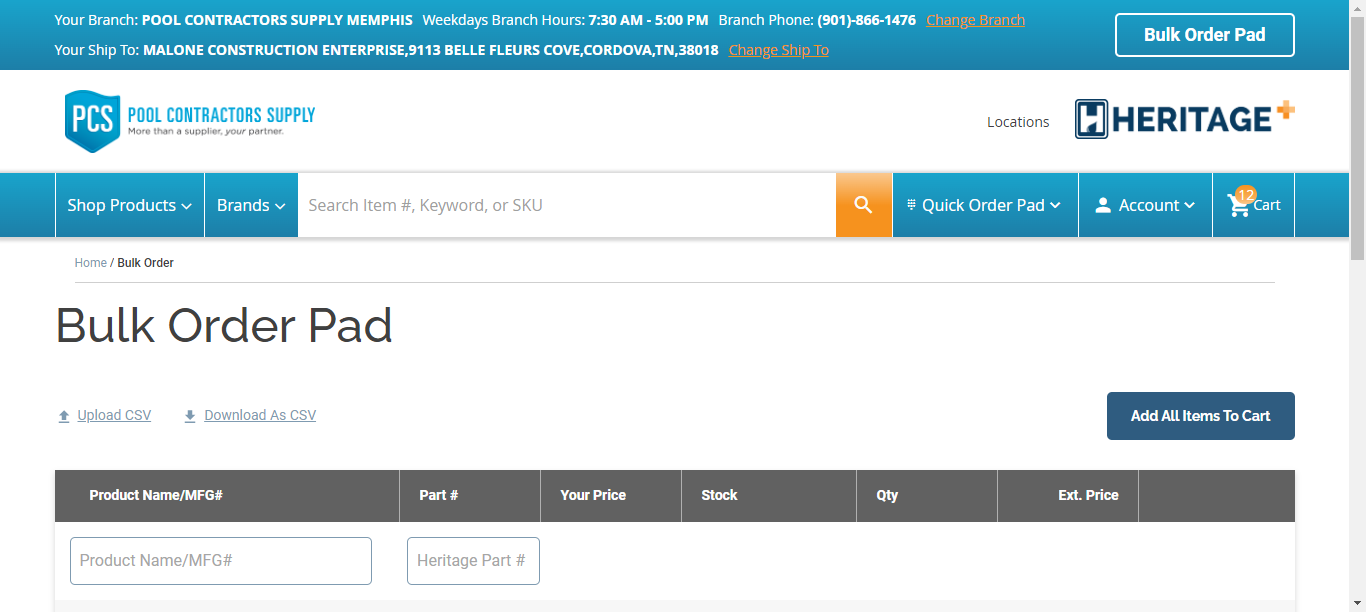 Your Branch: POOL CONTRACTORS SUPPLY MEMPHIS Weekdays Branch Hours: 7:30 AM - 5:00 PM Branch Phone: (901)-866-1476 Change Branch
Your Ship To: MALONE CONSTRUCTION ENTERPRISE,9113 BELLE FLEURS COVE,CORDOVA,TN,38018 Change Ship To
Bulk Order Pad
PCS POOL CONTRACTORS SUPPLY
More than a supplier, your partner.
Locations
H HERITAGE+
Shop Products Brands Search Item #, Keyword, or SKU Quick Order Pad Account 12 Cart
Home / Bulk Order
Bulk Order Pad
Upload CSV Download As CSV Add All Items To Cart
Product Name/MFG# Part # Your Price Stock Qty Ext. Price
Product Name/MFG# Heritage Part #